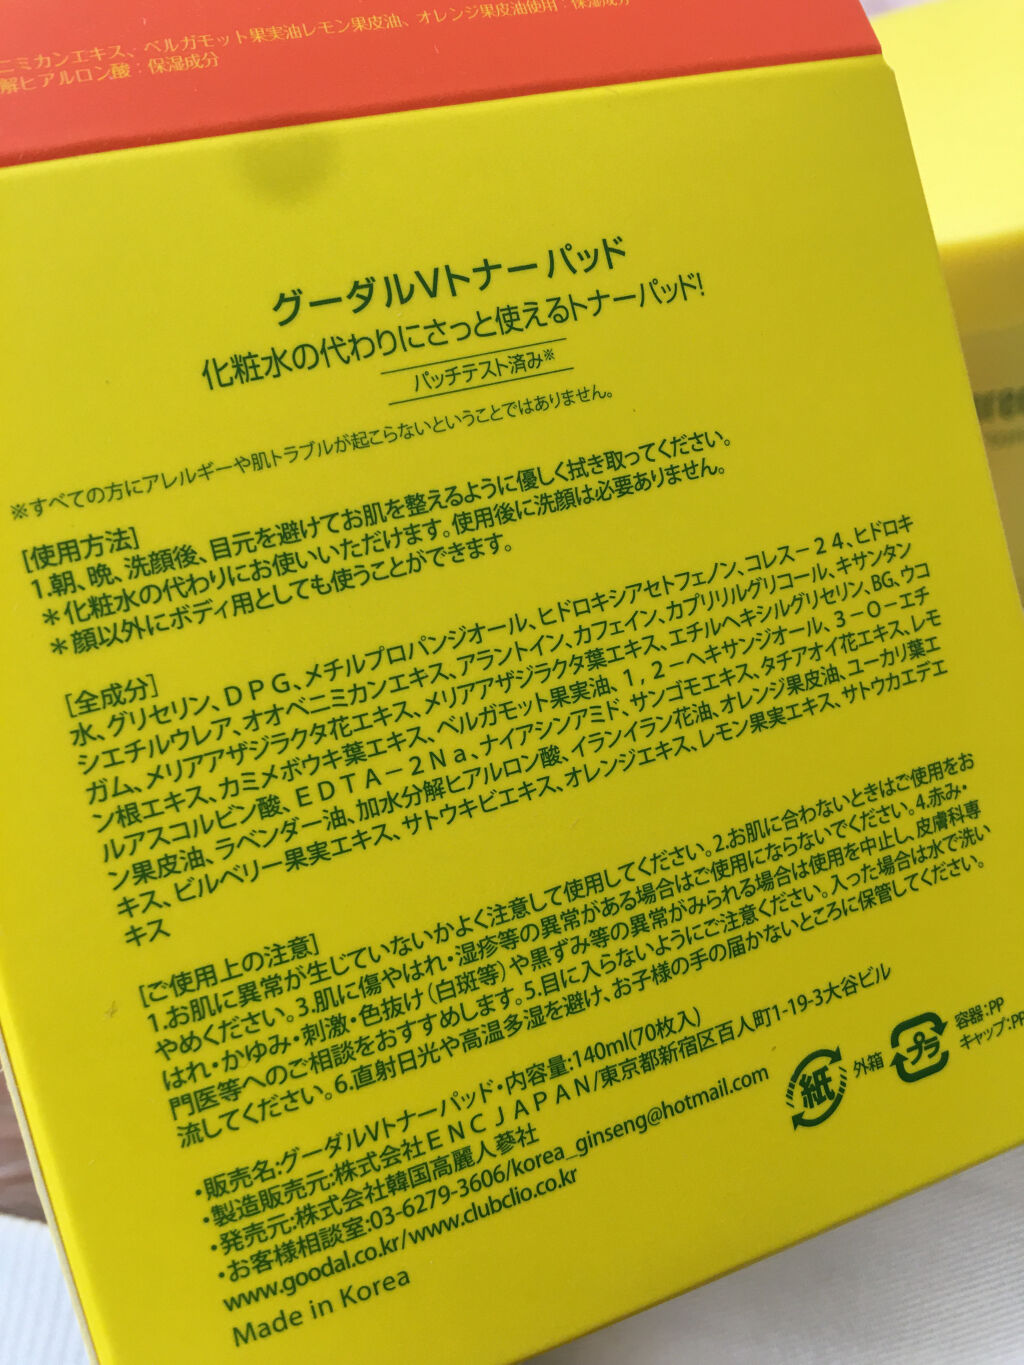 ニミカンエキス、ベルガモット果実油レモン果皮油、オレンジ果皮油使用：保湿成分
解ヒアルロン酸：保湿成分
グーダルVトナーパッド
化粧水の代わりにさっと使えるトナーパッド!
パッチテスト済み※
※すべての方にアレルギーや肌トラブルが起こらないということではありません。
[使用方法]
1.朝、晩、洗顔後、目元を避けてお肌を整えるように優しく拭き取ってください。
＊化粧水の代わりにお使いいただけます。使用後に洗顔は必要ありません。
＊顔以外にボディ用としても使うことができます。
[全成分]
水、グリセリン、ＤＰＧ、メチルプロパンジオール、ヒドロキシアセトフェノン、コレス－２４、ヒドロキ
シエチルウレア、オオベニミカンエキス、アラントイン、カフェイン、カプリリルグリコール、キサンタン
ガム、メリアアザジラクタ花エキス、メリアアザジラクタ葉エキス、エチルヘキシルグリセリン、BG、ウコ
ン根エキス、カミメボウキ葉エキス、ベルガモット果実油、１，２－ヘキサンジオール、３－Ｏ－エチ
ルアスコルビン酸、ＥＤＴＡ－２Ｎａ、ナイアシンアミド、サンゴモエキス、タチアオイ花エキス、レモ
ン果皮油、ラベンダー油、加水分解ヒアルロン酸、イランイラン花油、オレンジ果皮油、ユーカリ葉エ
キス、ビルベリー果実エキス、サトウキビエキス、オレンジエキス、レモン果実エキス、サトウカエデエ
キス
[ご使用上の注意]
1.お肌に異常が生じていないかよく注意して使用してください。2.お肌に合わないときはご使用をお
やめください。3.肌に傷やはれ・湿疹等の異常がある場合はご使用にならないでください。4.赤み・
はれ・かゆみ・刺激・色抜け（白斑等）や黒ずみ等の異常がみられる場合は使用を中止し、皮膚科専
門医等へのご相談をおすすめします。5.目に入らないようにご注意ください。入った場合は水で洗い
流してください。6.直射日光や高温多湿を避け、お子様の手の届かないところに保管してください。
・販売名:グーダルVトナーパッド・内容量:140ml(70枚入)
・製造販売元:株式会社ＥＮＣ ＪＡＰＡＮ/東京都新宿区百人町1-19-3大谷ビル
・発売元:株式会社韓国高麗人蔘社
・お客様相談室:03-6279-3606/korea_ginseng@hotmail.com
www.goodal.co.kr/www.clubclio.co.kr
Made in Korea
紙
外箱
プラ
容器:PP
キャップ:PP